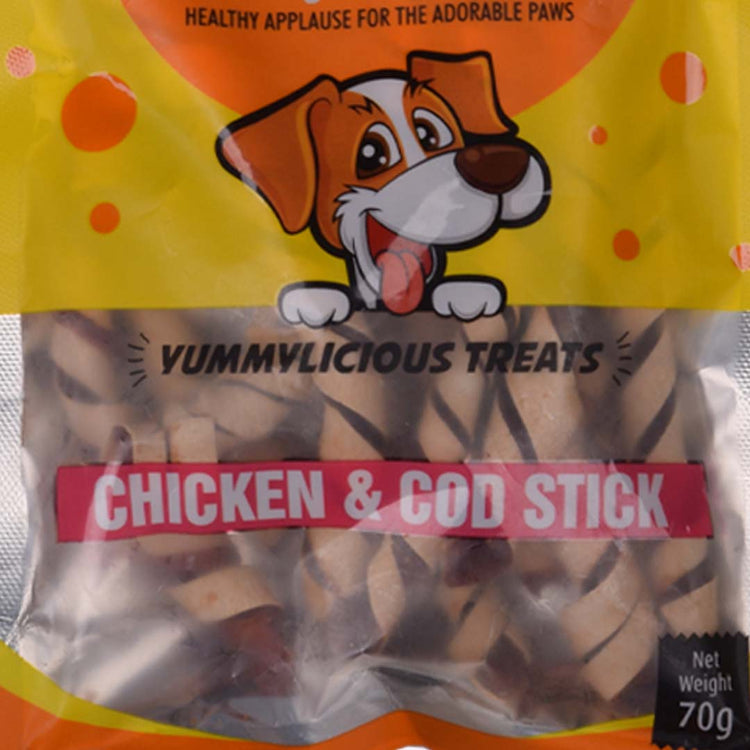 HEALTHY APPLAUSE FOR THE ADORABLE PAWS
YUMMYLICIOUS TREATS
CHICKEN & COD STICK
Net
Weight
70g